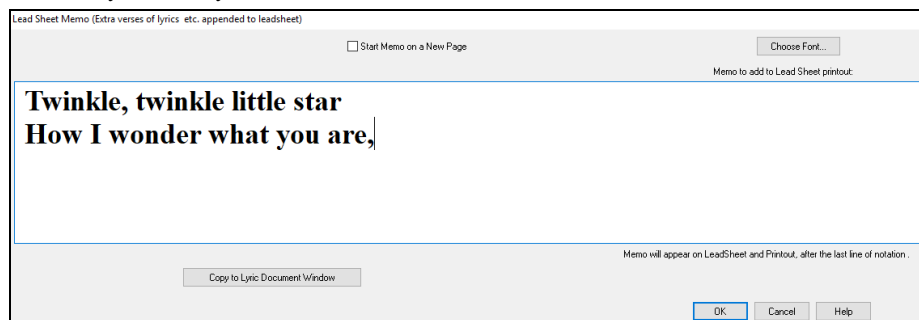 Lead Sheet Memo (Extra verses of lyrics etc. appended to leadsheet)
Start Memo on a New Page
Choose Font...
Memo to add to Lead Sheet printout:
Twinkle, twinkle little star
How I wonder what you are,
Memo will appear on LeadSheet and Printout, after the last line of notation .
Copy to Lyric Document Window
OK Cancel Help